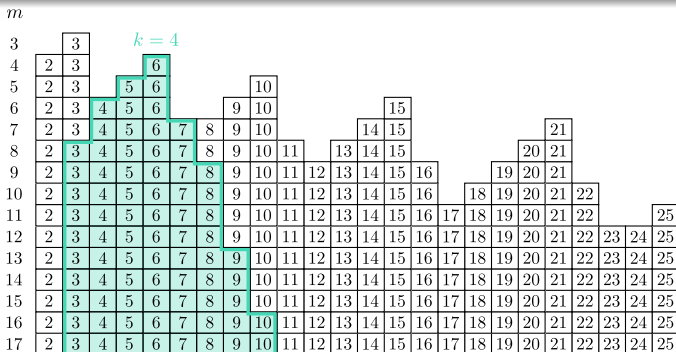 m
3 3 k = 4
4 2 3 6
5 2 3 5 6 10
6 2 3 4 5 6 9 10 15
7 2 3 4 5 6 7 8 9 10 14 15 21
8 2 3 4 5 6 7 8 9 10 11 13 14 15 20 21
9 2 3 4 5 6 7 8 9 10 11 12 13 14 15 16 19 20 21
10 2 3 4 5 6 7 8 9 10 11 12 13 14 15 16 18 19 20 21 22
11 2 3 4 5 6 7 8 9 10 11 12 13 14 15 16 17 18 19 20 21 22 25
12 2 3 4 5 6 7 8 9 10 11 12 13 14 15 16 17 18 19 20 21 22 23 24 25
13 2 3 4 5 6 7 8 9 10 11 12 13 14 15 16 17 18 19 20 21 22 23 24 25
14 2 3 4 5 6 7 8 9 10 11 12 13 14 15 16 17 18 19 20 21 22 23 24 25
15 2 3 4 5 6 7 8 9 10 11 12 13 14 15 16 17 18 19 20 21 22 23 24 25
16 2 3 4 5 6 7 8 9 10 11 12 13 14 15 16 17 18 19 20 21 22 23 24 25
17 2 3 4 5 6 7 8 9 10 11 12 13 14 15 16 17 18 19 20 21 22 23 24 25